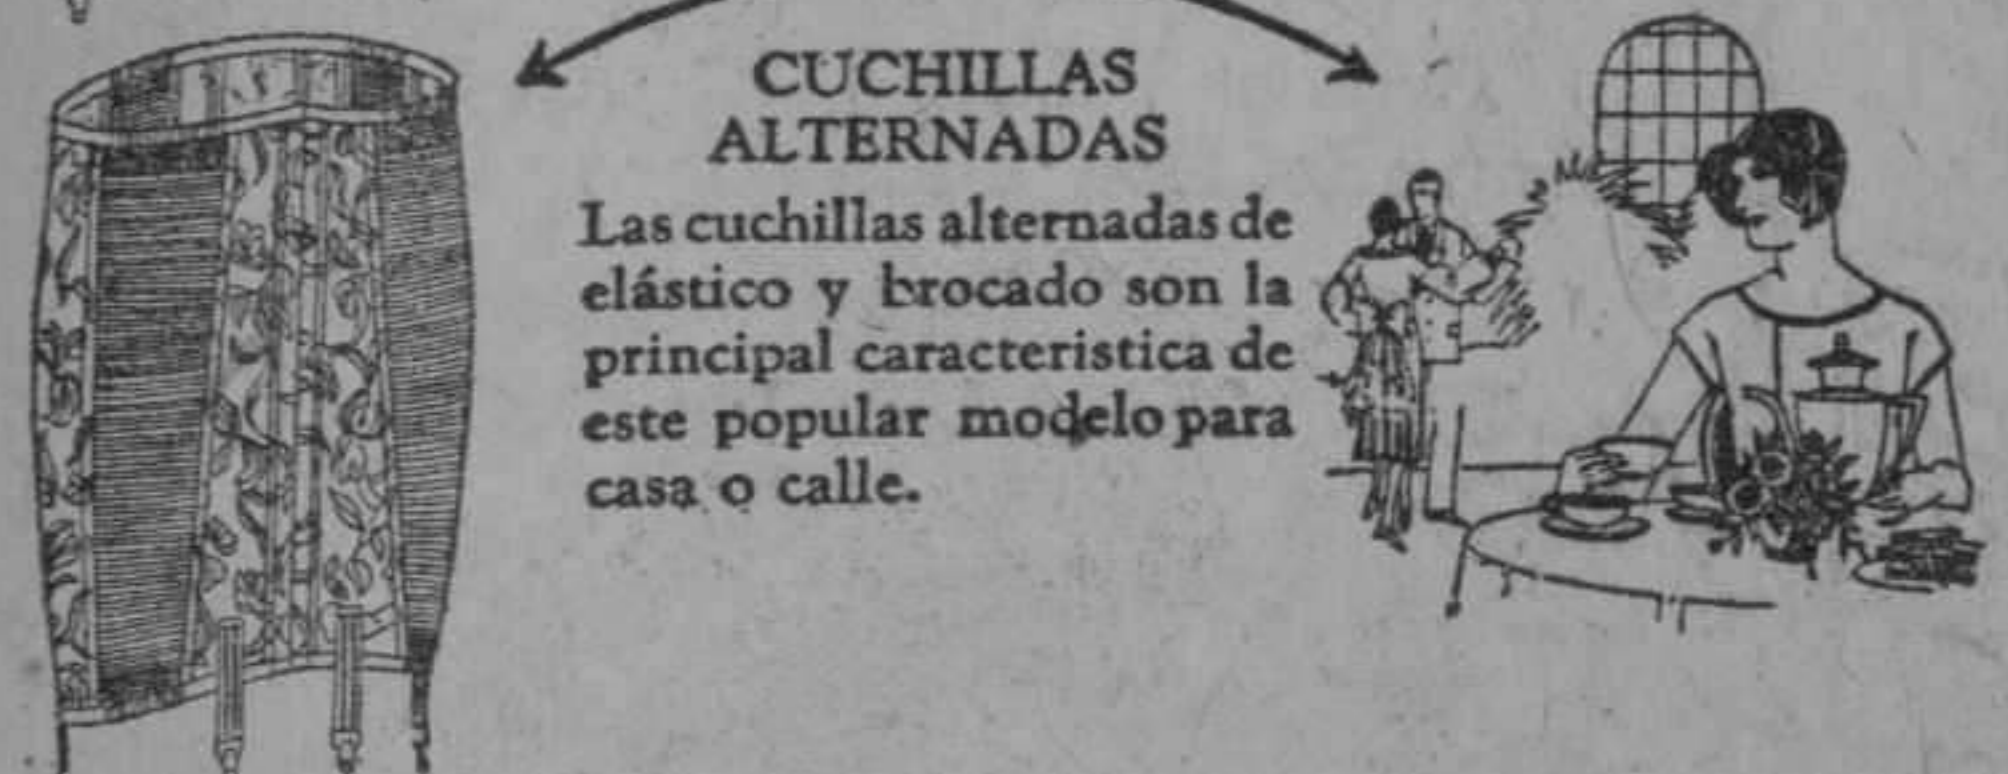 CUCHILLAS
ALTERNADAS
Las cuchillas alternadas de
elástico y brocado son la
principal caracteristica de
este popular modelo para
casa o calle.